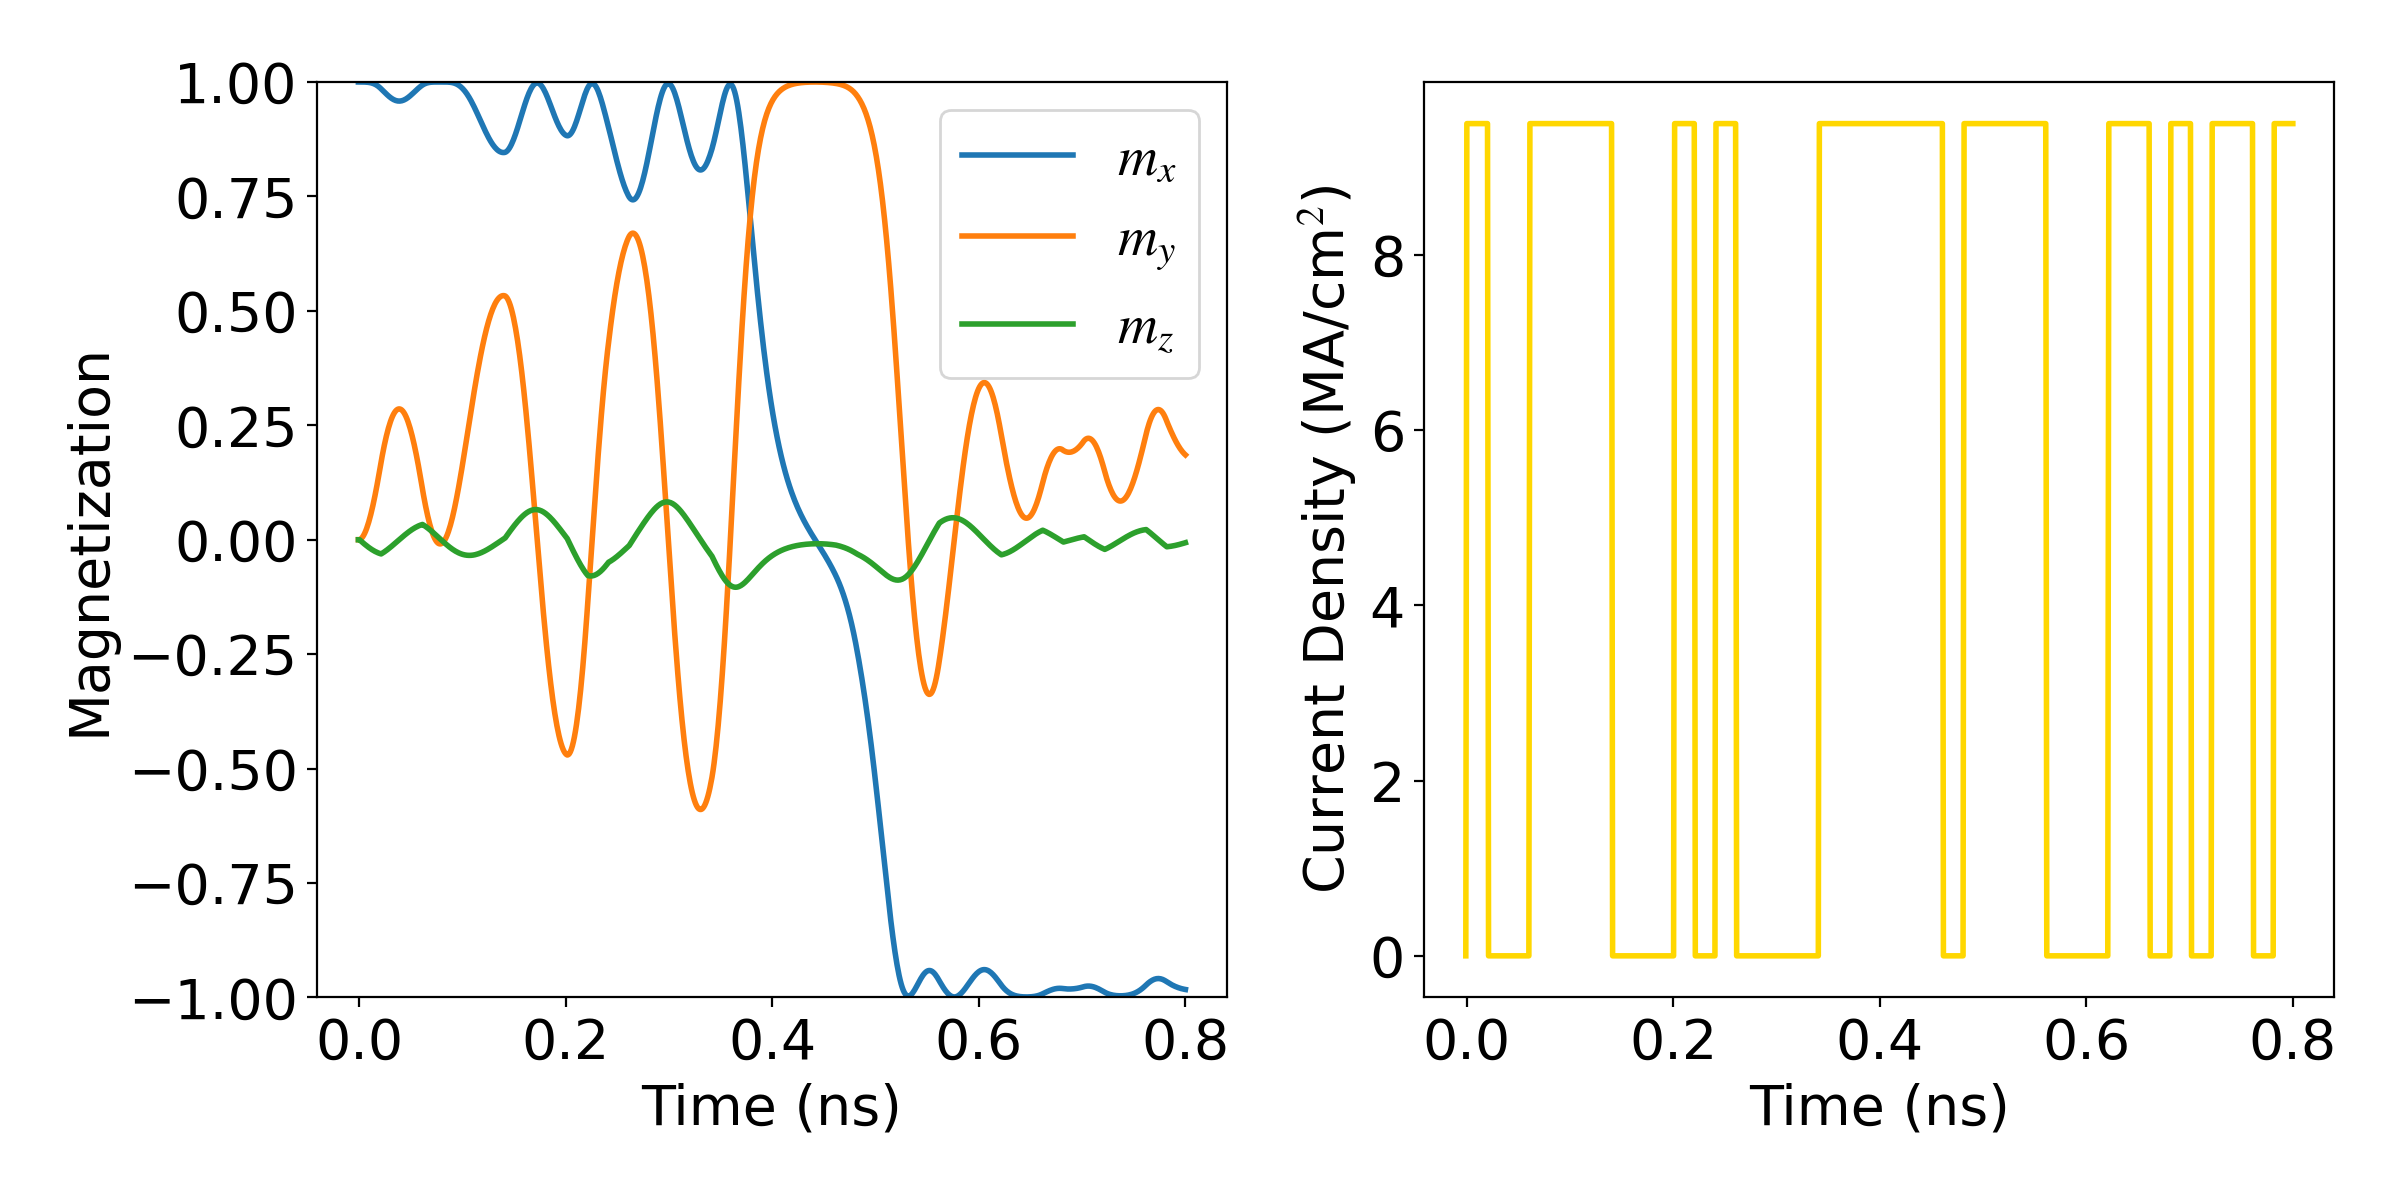 1.00
0.75
0.50
0.25
0.00
−0.25
−0.50
−0.75
−1.00
Magnetization
0.0 0.2 0.4 0.6 0.8
Time (ns)
m_x
m_y
m_z
8
6
4
2
0
Current Density (MA/cm²)
0.0 0.2 0.4 0.6 0.8
Time (ns)